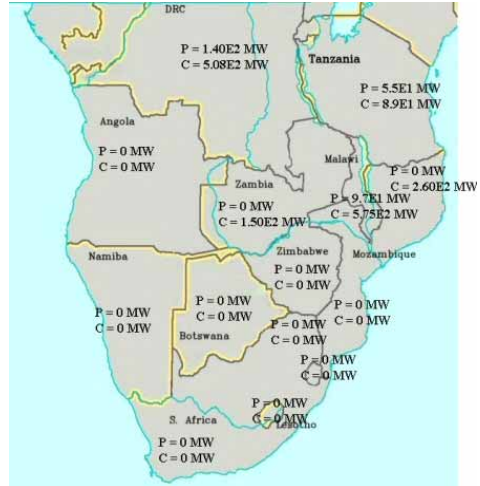 DRC
P = 1.40E2 MW
C = 5.08E2 MW
Tanzania
P = 5.5E1 MW
C = 8.9E1 MW
Angola
P = 0 MW
C = 0 MW
Malawi
P = 0 MW
C = 2.60E2 MW
Zambia
P = 0 MW
C = 1.50E2 MW
P = 9.7E1 MW
C = 5.75E2 MW
Namiba
Zimbabwe
P = 0 MW
C = 0 MW
Mozambique
P = 0 MW
C = 0 MW
P = 0 MW
C = 0 MW
P = 0 MW
C = 0 MW
Botswana
P = 0 MW
C = 0 MW
P = 0 MW
C = 0 MW
P = 0 MW
C = 0 MW
S. Africa
Lesotho
P = 0 MW
C = 0 MW